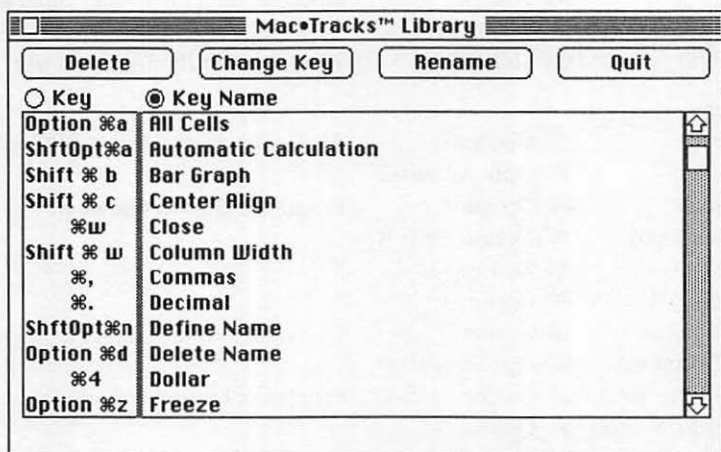 Mac•Tracks™ Library
Delete Change Key Rename Quit
Key Key Name
Option ⌘a All Cells
ShftOpt⌘a Automatic Calculation
Shift ⌘ b Bar Graph
Shift ⌘ c Center Align
⌘w Close
Shift ⌘ w Column Width
⌘, Commas
⌘. Decimal
ShftOpt⌘n Define Name
Option ⌘d Delete Name
⌘4 Dollar
Option ⌘z Freeze